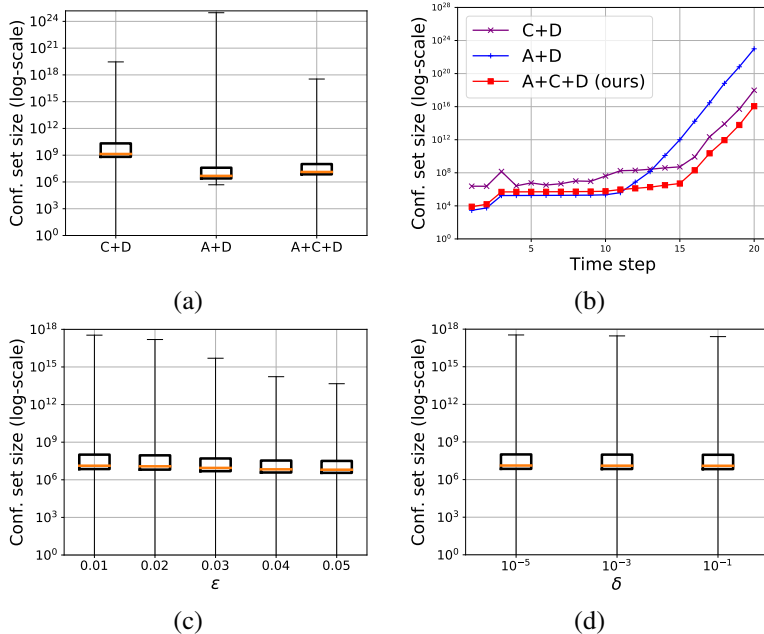 Conf. set size (log-scale)
10^24
10^21
10^18
10^15
10^12
10^9
10^6
10^3
10^0
C+D
A+D
A+C+D
(a)
Conf. set size (log-scale)
10^28
10^24
10^20
10^16
10^12
10^8
10^4
10^0
C+D
A+D
A+C+D (ours)
5
10
15
20
Time step
(b)
Conf. set size (log-scale)
10^18
10^15
10^12
10^9
10^6
10^3
10^0
0.01
0.02
0.03
0.04
0.05
ε
(c)
Conf. set size (log-scale)
10^18
10^15
10^12
10^9
10^6
10^3
10^0
10^−5
10^−3
10^−1
δ
(d)